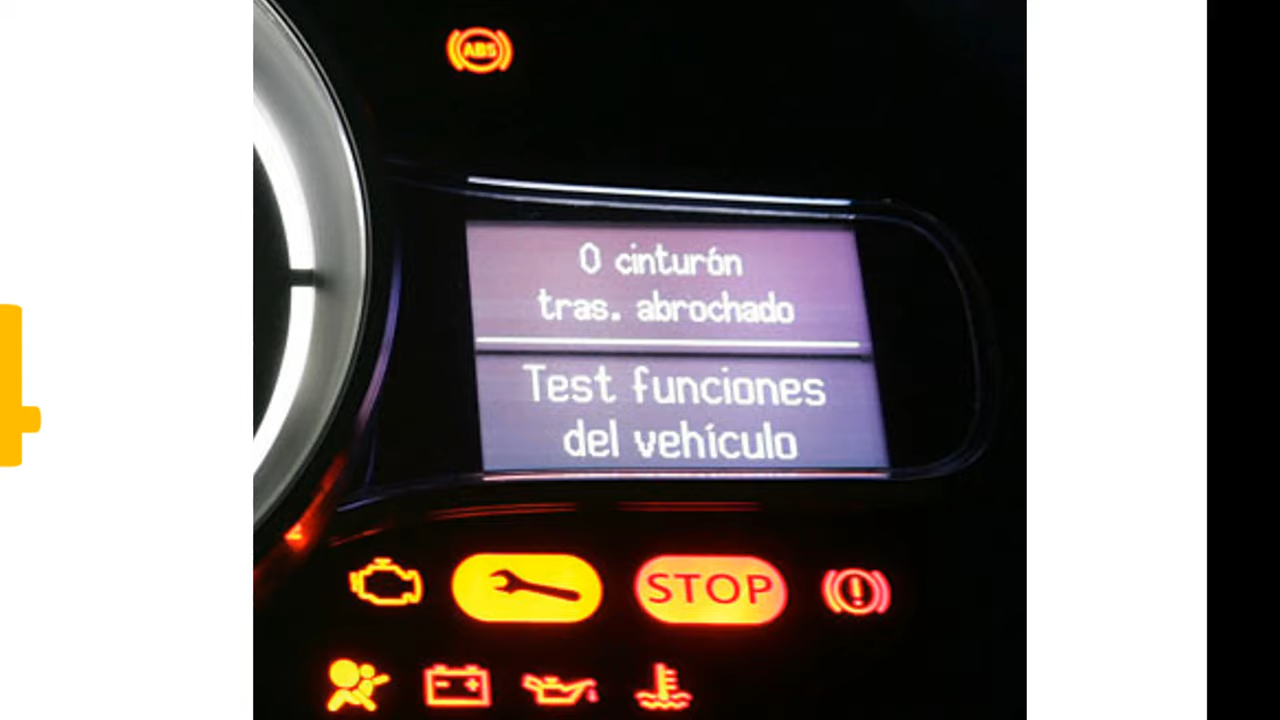 ABS
0 cinturón
tras. abrochado
Test funciones
del vehículo
STOP